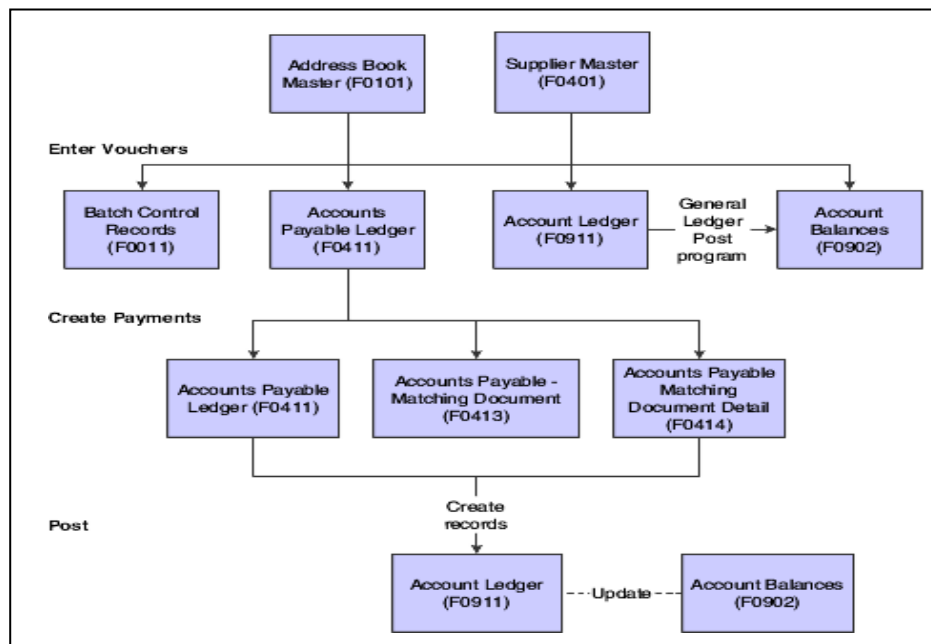 Address Book
Master (F0101)
Supplier Master
(F0401)
Enter Vouchers
Batch Control
Records
(F0011)
Accounts
Payable Ledger
(F0411)
Account Ledger
(F0911)
General
Ledger
Post
program
Account
Balances
(F0902)
Create Payments
Accounts Payable
Ledger (F0411)
Accounts Payable -
Matching Document
(F0413)
Accounts Payable
Matching
Document Detail
(F0414)
Create
records
Post
Account Ledger
(F0911)
Update
Account Balances
(F0902)